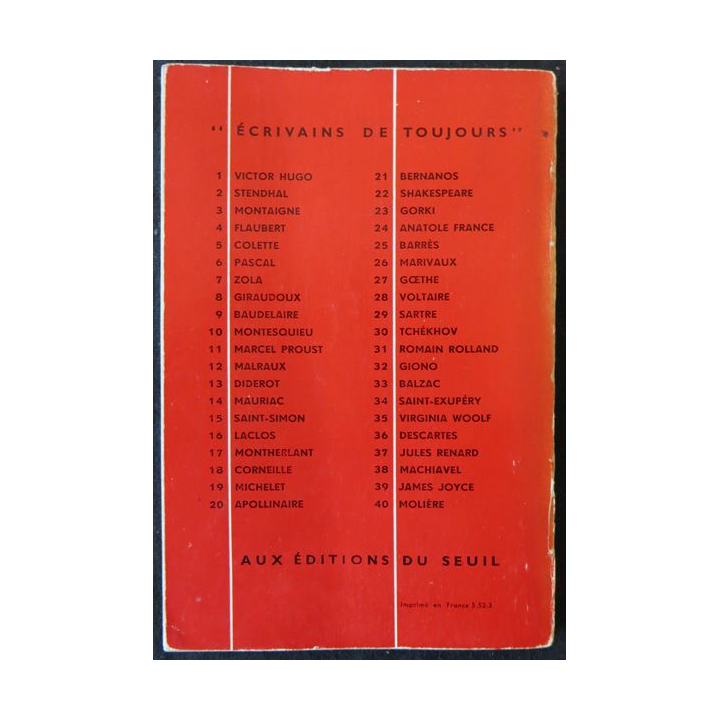 " ÉCRIVAINS DE TOUJOURS "
1 VICTOR HUGO
2 STENDHAL
3 MONTAIGNE
4 FLAUBERT
5 COLETTE
6 PASCAL
7 ZOLA
8 GIRAUDOUX
9 BAUDELAIRE
10 MONTESQUIEU
11 MARCEL PROUST
12 MALRAUX
13 DIDEROT
14 MAURIAC
15 SAINT-SIMON
16 LACLOS
17 MONTHERLANT
18 CORNEILLE
19 MICHELET
20 APOLLINAIRE
21 BERNANOS
22 SHAKESPEARE
23 GORKI
24 ANATOLE FRANCE
25 BARRÈS
26 MARIVAUX
27 GŒTHE
28 VOLTAIRE
29 SARTRE
30 TCHÉKHOV
31 ROMAIN ROLLAND
32 GIONO
33 BALZAC
34 SAINT-EXUPÉRY
35 VIRGINIA WOOLF
36 DESCARTES
37 JULES RENARD
38 MACHIAVEL
39 JAMES JOYCE
40 MOLIÈRE
AUX ÉDITIONS DU SEUIL
Imprimé en France 5.52.3